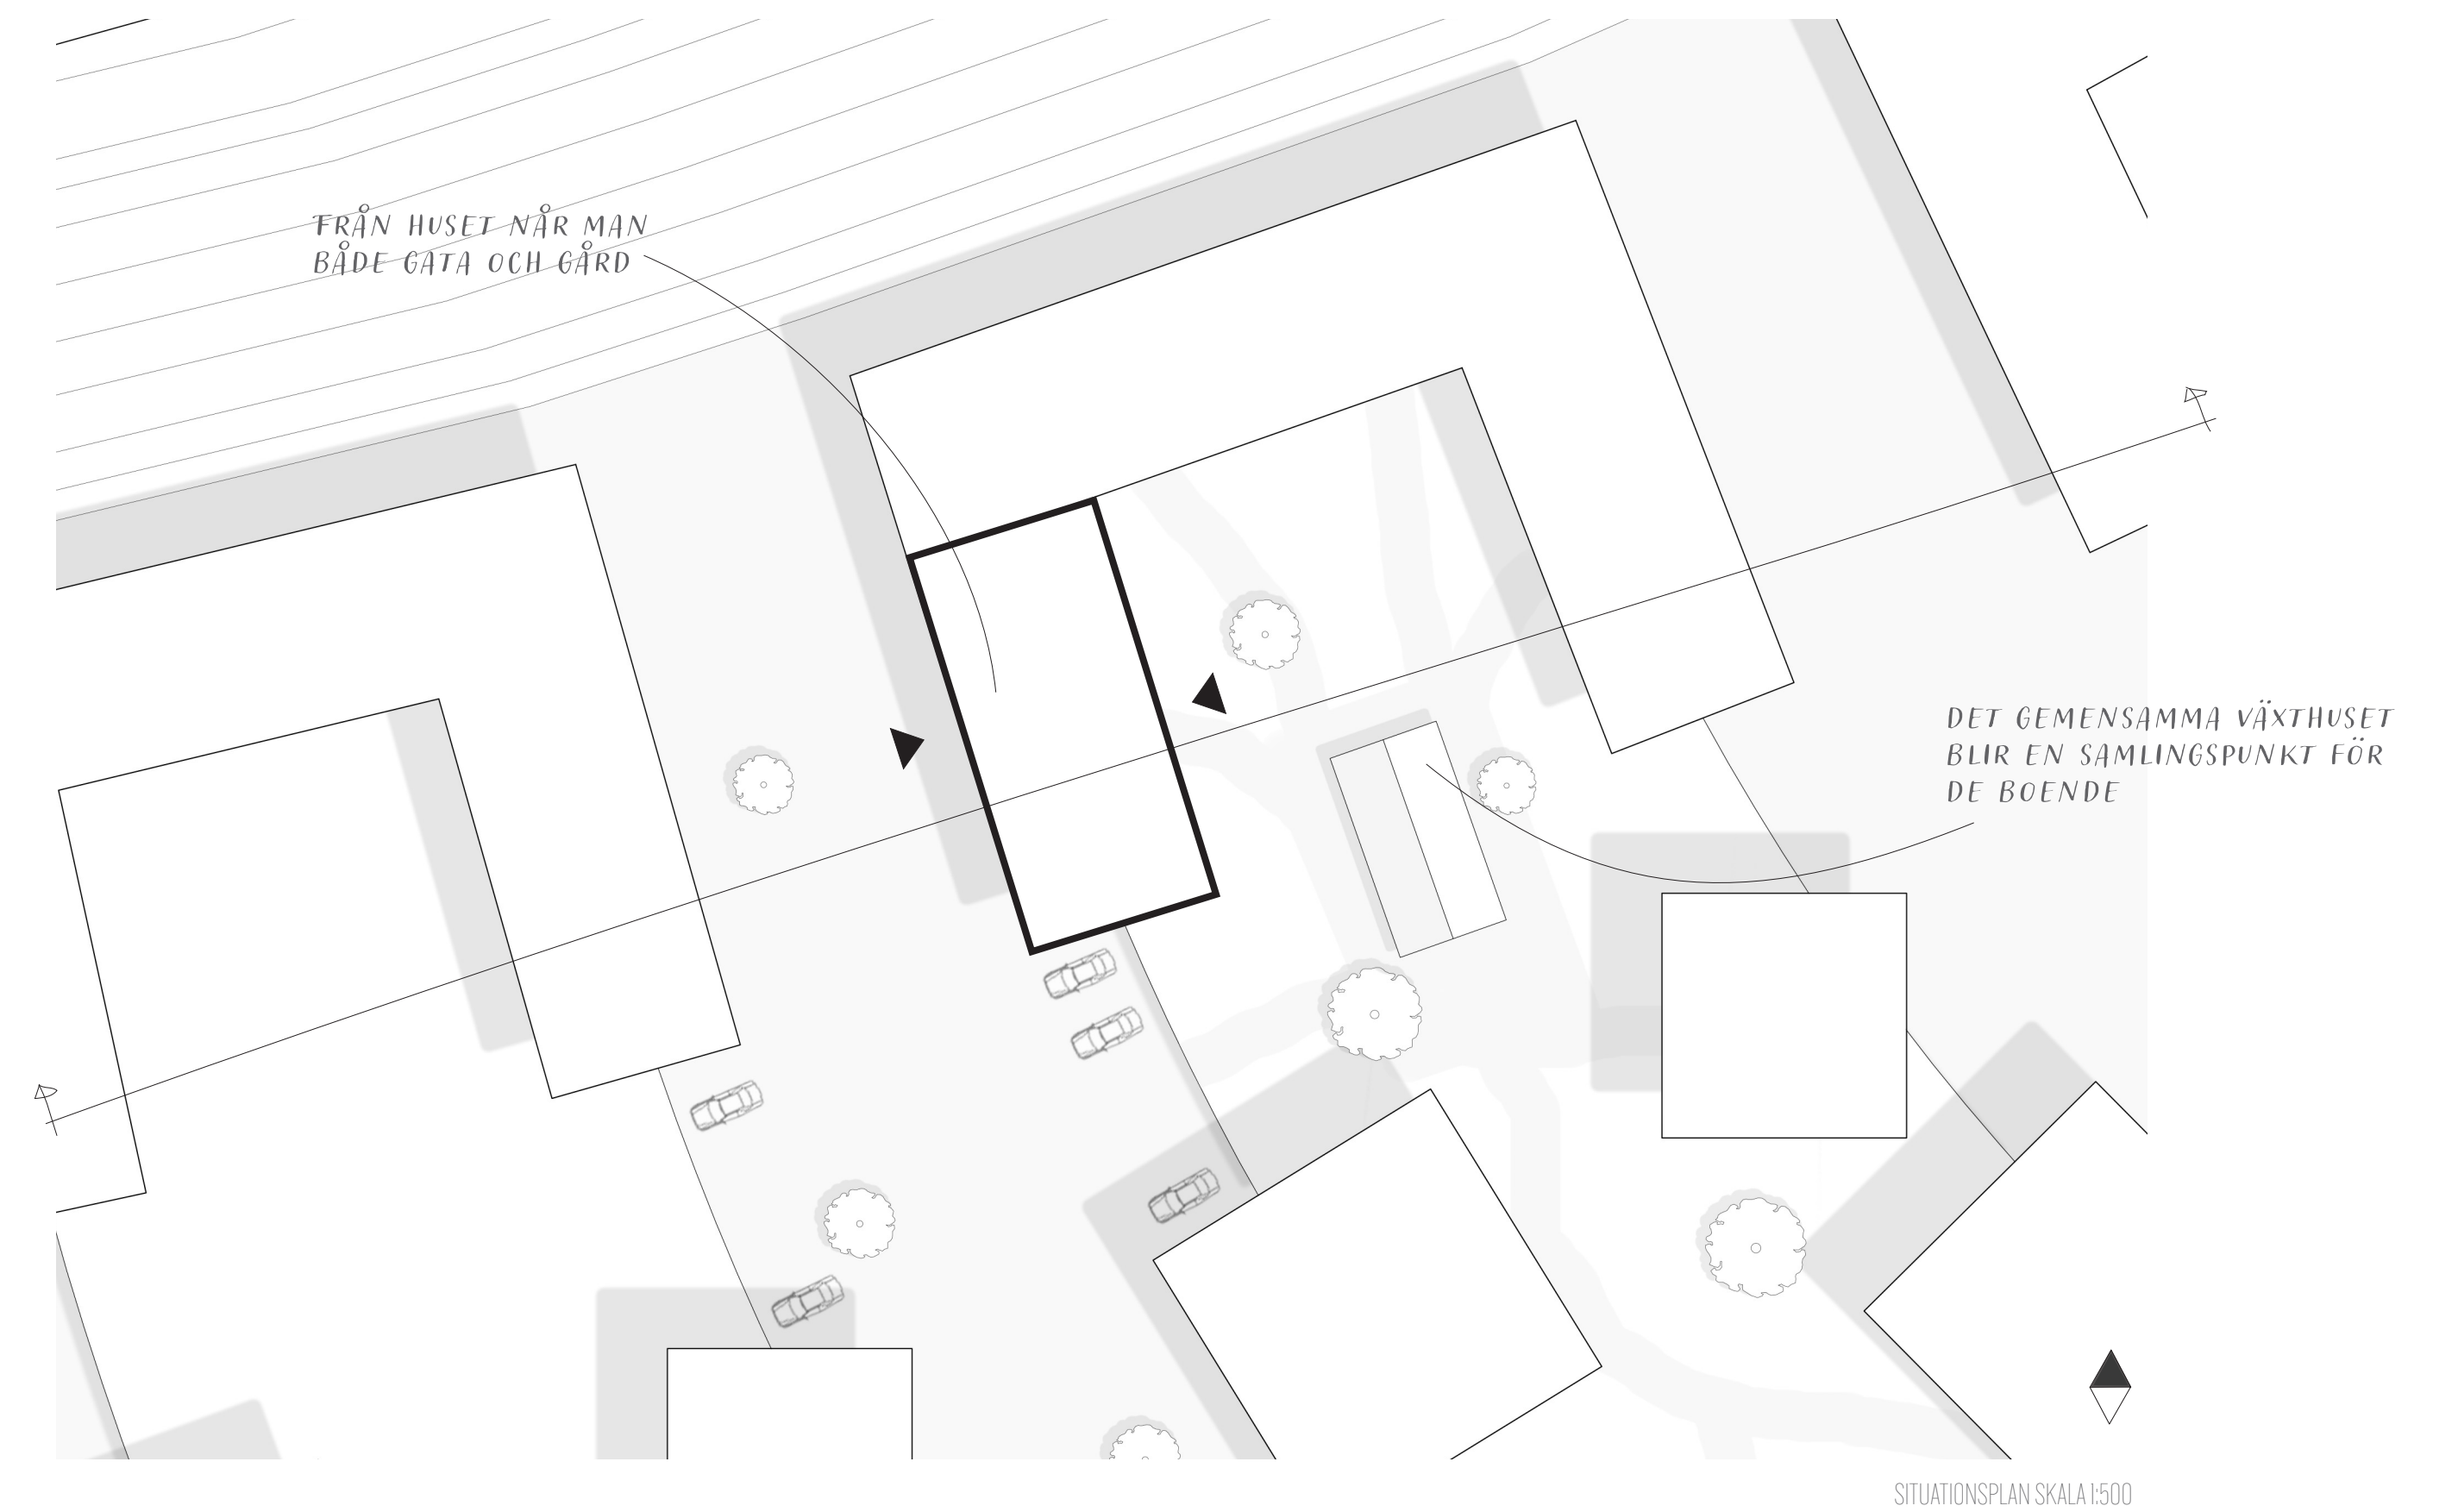 FRÅN HUSET NÅR MAN
BÅDE GATA OCH GÅRD
DET GEMENSAMMA VÄXTHUSET
BLIR EN SAMLINGSPUNKT FÖR
DE BOENDE
SITUATIONSPLAN SKALA 1:500